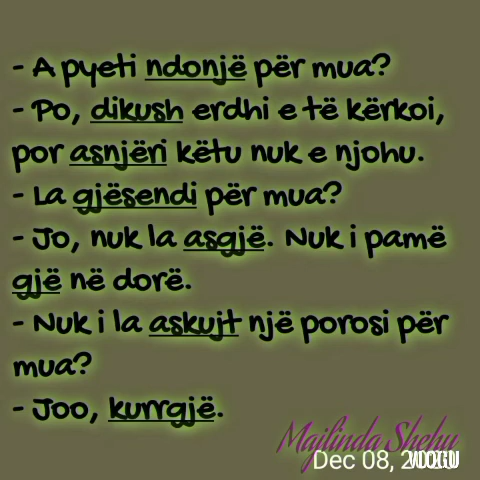 - A pyeti ndonjë për mua?
- Po, dikush erdhi e të kërkoi,
por asnjëri këtu nuk e njohu.
- La gjësendi për mua?
- Jo, nuk la asgjë. Nuk i pamë
gjë në dorë.
- Nuk i la askujt një porosi për
mua?
- Joo, kurrgjë.
Majlinda Shehu
Dec 08,